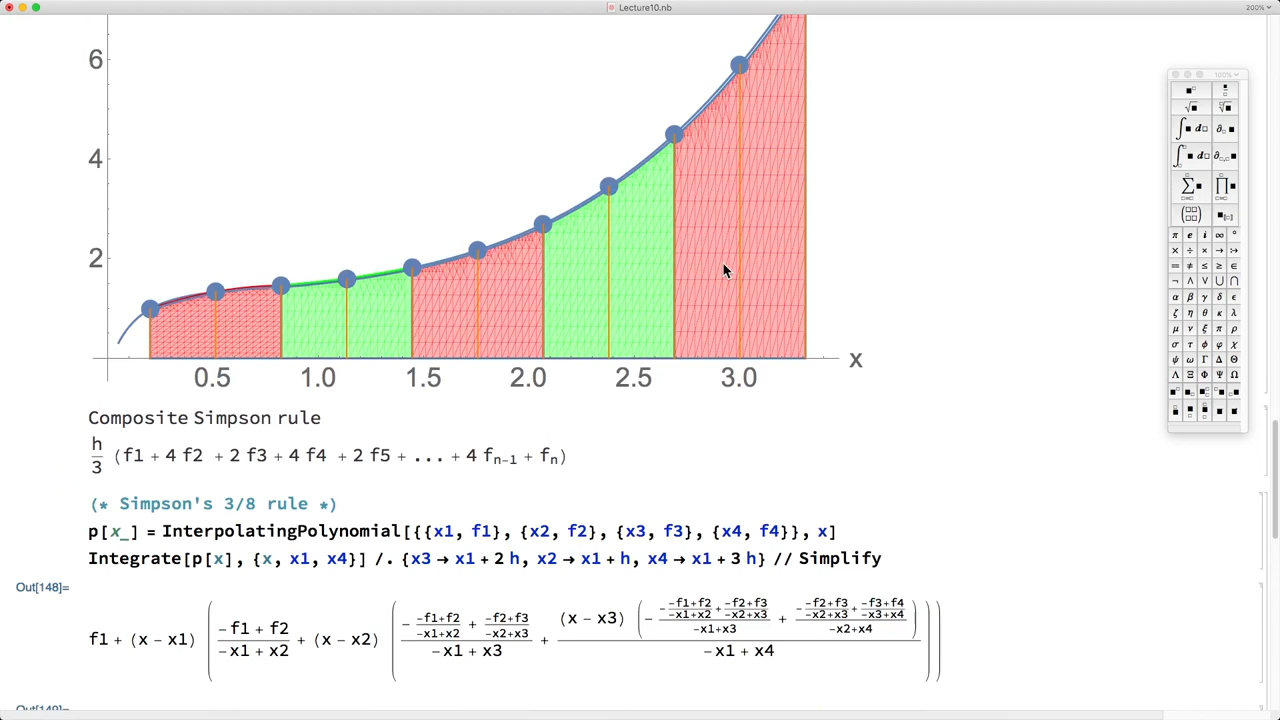 Lecture10.nb
200%
6
4
2
0.5 1.0 1.5 2.0 2.5 3.0
x
Composite Simpson rule
h/3 (f1 + 4 f2 + 2 f3 + 4 f4 + 2 f5 + ... + 4 fn-1 + fn)
(* Simpson's 3/8 rule *)
p[x_] = InterpolatingPolynomial[{{x1, f1}, {x2, f2}, {x3, f3}, {x4, f4}}, x]
Integrate[p[x], {x, x1, x4}] /. {x3 → x1 + 2 h, x2 → x1 + h, x4 → x1 + 3 h} // Simplify
Out[148]=
f1 + (x - x1) ((-f1 + f2)/(-x1 + x2) + (x - x2) ((-(-f1+f2)/(-x1+x2) + (-f2+f3)/(-x2+x3))/(-x1 + x3) + ((x - x3) (-(-(-f1+f2)/(-x1+x2) + (-f2+f3)/(-x2+x3))/(-x1+x3) + (-(-f2+f3)/(-x2+x3) + (-f3+f4)/(-x3+x4))/(-x2+x4)))/(-x1 + x4)))
Out[149]=
100%
∫ d ∂
∫ d ∂
∑ ∏
π e i ∞ °
× ÷ × → :→
== ≠ ≤ ≥ ∈
¬ ∧ ∨ ∪ ∩
α β γ δ ϵ
ζ η θ κ λ
μ ν ξ π ρ
σ τ ϕ φ χ
ψ ω Γ Δ Θ
Λ Ξ Φ Ψ Ω